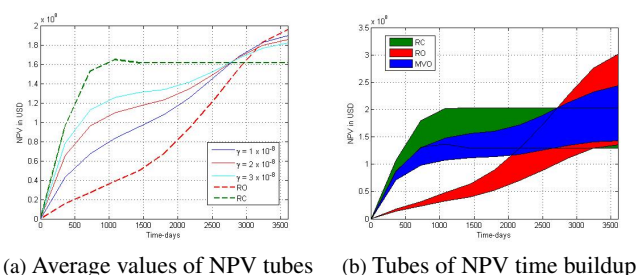 x 10⁸
2
1.8
1.6
1.4
1.2
1
0.8
0.6
0.4
0.2
0
NPV in USD
0 500 1000 1500 2000 2500 3000 3500
Time-days
γ = 1 x 10⁻⁸
γ = 2 x 10⁻⁸
γ = 3 x 10⁻⁸
RO
RC
(a) Average values of NPV tubes
x 10⁸
3.5
3
2.5
2
1.5
1
0.5
0
NPV in USD
0 500 1000 1500 2000 2500 3000 3500
Time-days
RC
RO
MVO
(b) Tubes of NPV time buildup